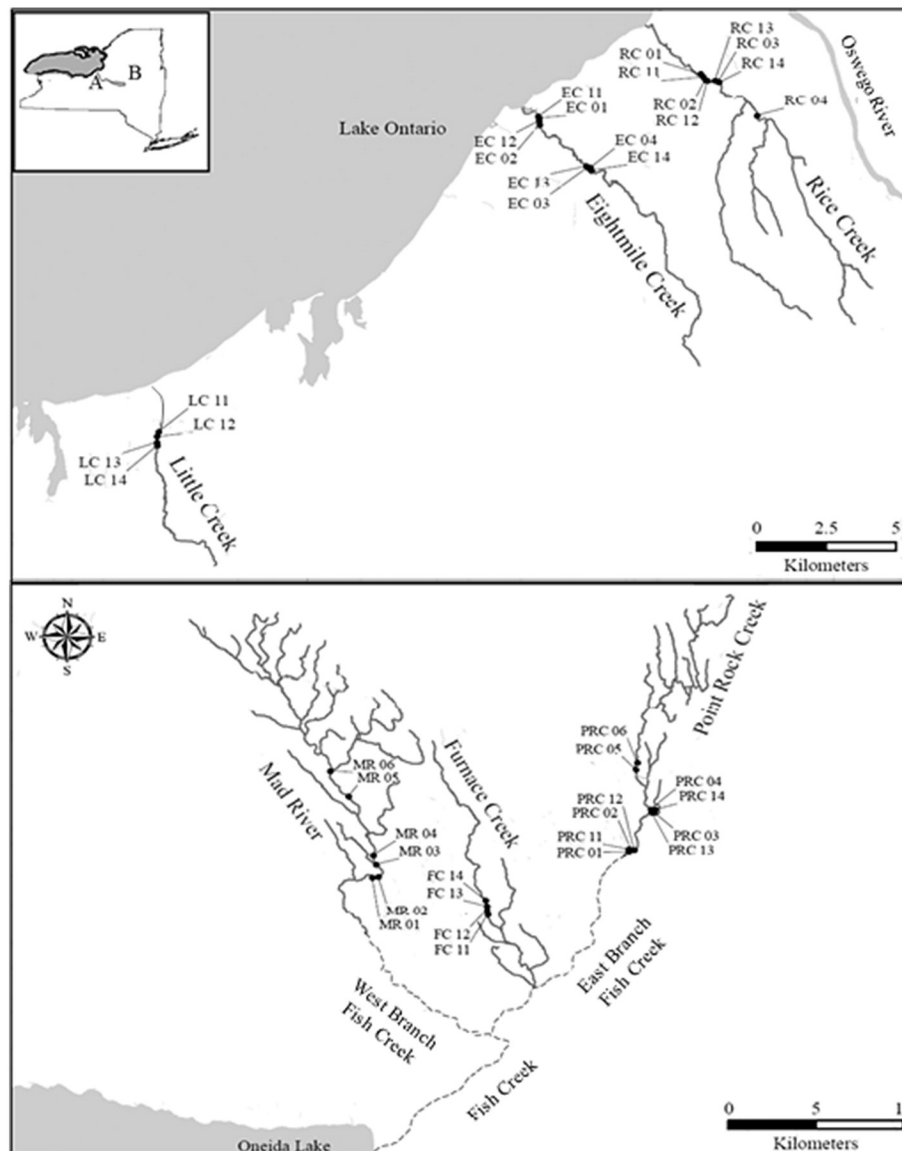 A
B
Lake Ontario
Oswego River
RC 13
RC 03
RC 14
RC 01
RC 11
RC 02
RC 12
RC 04
Rice Creek
EC 11
EC 01
EC 12
EC 02
EC 04
EC 14
EC 13
EC 03
Eightmile Creek
LC 11
LC 12
LC 13
LC 14
Little Creek
0 2.5 5
Kilometers
N
W E
S
Point Rock Creek
PRC 06
PRC 05
PRC 04
PRC 14
PRC 12
PRC 02
PRC 03
PRC 13
PRC 11
PRC 01
Mad River
MR 06
MR 05
MR 04
MR 03
MR 02
MR 01
Furnace Creek
FC 14
FC 13
FC 12
FC 11
East Branch
Fish Creek
West Branch
Fish Creek
Fish Creek
Oneida Lake
0 5
Kilometers